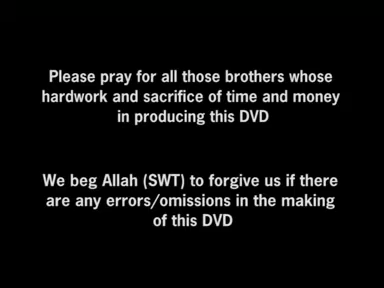 Please pray for all those brothers whose
hardwork and sacrifice of time and money
in producing this DVD
We beg Allah (SWT) to forgive us if there
are any errors/omissions in the making
of this DVD